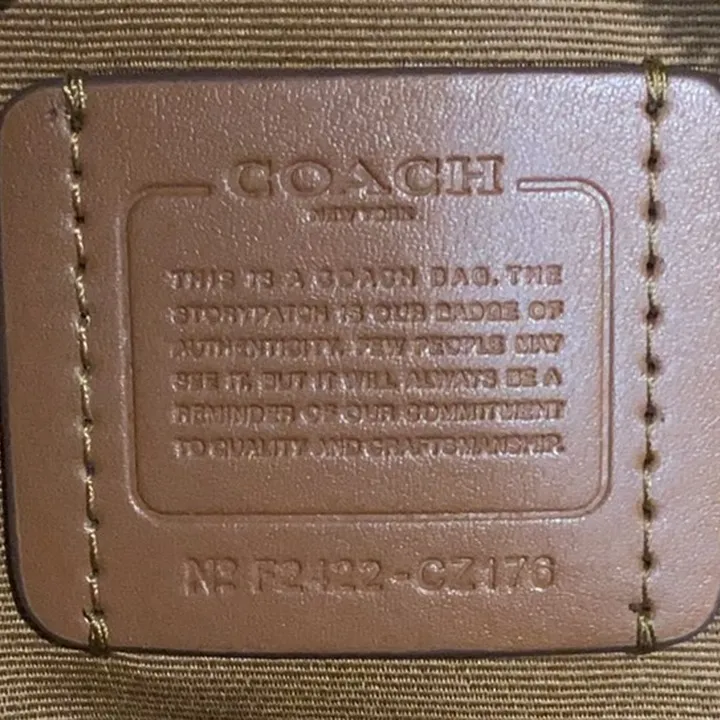 COACH
NEW YORK
THIS IS A COACH BAG. THE
STORYPATCH IS OUR BADGE OF
AUTHENTICITY. FEW PEOPLE MAY
SEE IT, BUT IT WILL ALWAYS BE A
REMINDER OF OUR COMMITMENT
TO QUALITY AND CRAFTSMANSHIP.
Nº -CZ176